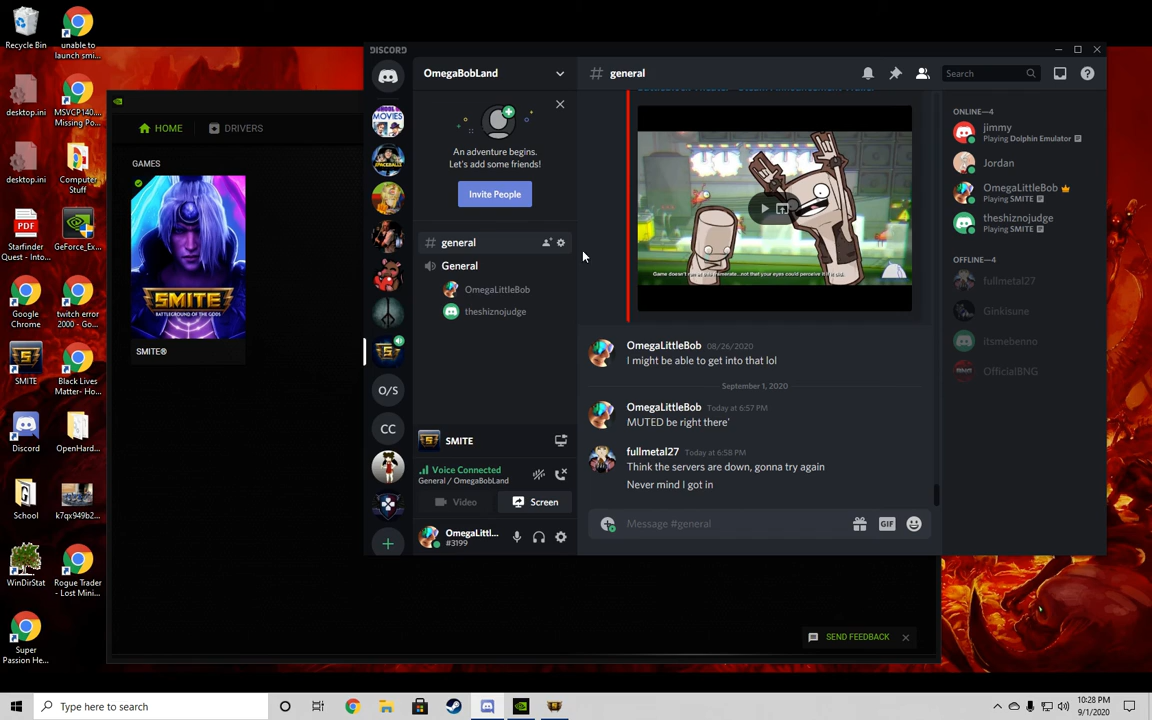 Recycle Bin
unable to
launch smi...
desktop.ini
MSVCP140....
Missing Po...
desktop.ini
Computer
Stuff
Starfinder
Quest - Into...
GeForce_Ex...
Google
Chrome
twitch error
2000 - Go...
SMITE
Black Lives
Matter- Ho...
Discord
OpenHard...
School
k7qx949b2...
WinDirStat
Rogue Trader
- Lost Mini...
Super
Passion He...
HOME
DRIVERS
GAMES
SMITE
BATTLEGROUND OF THE GODS
SMITE®
SEND FEEDBACK
DISCORD
O/S
CC
OmegaBobLand
An adventure begins.
Let's add some friends!
Invite People
# general
General
OmegaLittleBob
theshiznojudge
SMITE
Voice Connected
General / OmegaBobLand
Video
Screen
OmegaLittl...
#3199
# general
Search
OmegaLittleBob 08/26/2020
I might be able to get into that lol
September 1, 2020
OmegaLittleBob Today at 6:57 PM
MUTED be right there'
fullmetal27 Today at 6:58 PM
Think the servers are down, gonna try again
Never mind I got in
Message #general
GIF
ONLINE—4
jimmy
Playing Dolphin Emulator
Jordan
OmegaLittleBob
Playing SMITE
theshiznojudge
Playing SMITE
OFFLINE—4
fullmetal27
Ginkisune
itsmebenno
OfficialBNG
Type here to search
10:28 PM
9/1/2020